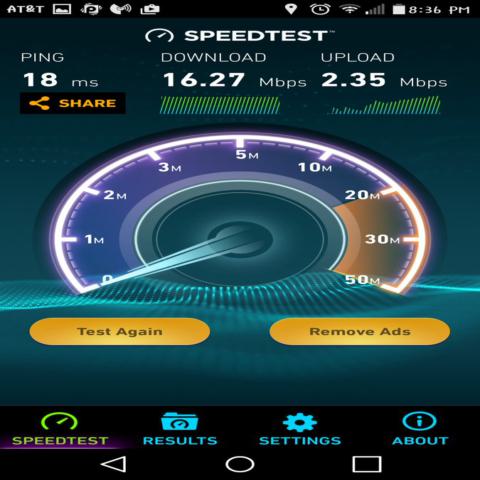 AT&T 8:36 PM
SPEEDTEST™
PING DOWNLOAD UPLOAD
18 ms 16.27 Mbps 2.35 Mbps
SHARE
5M
3M 10M
2M 20M
1M 30M
0 50M
Test Again Remove Ads
SPEEDTEST RESULTS SETTINGS ABOUT